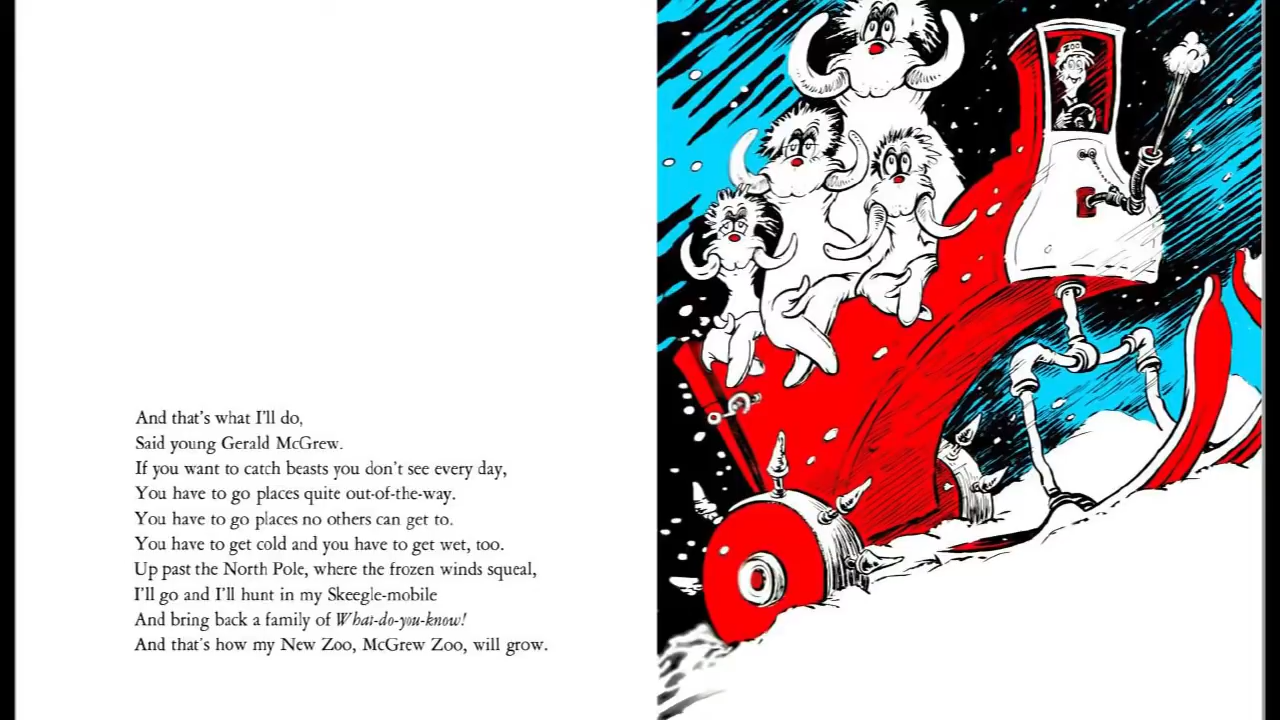 And that's what I'll do,
Said young Gerald McGrew.
If you want to catch beasts you don't see every day,
You have to go places quite out-of-the-way.
You have to go places no others can get to.
You have to get cold and you have to get wet, too.
Up past the North Pole, where the frozen winds squeal,
I'll go and I'll hunt in my Skeegle-mobile
And bring back a family of What-do-you-know!
And that's how my New Zoo, McGrew Zoo, will grow.
ZOO